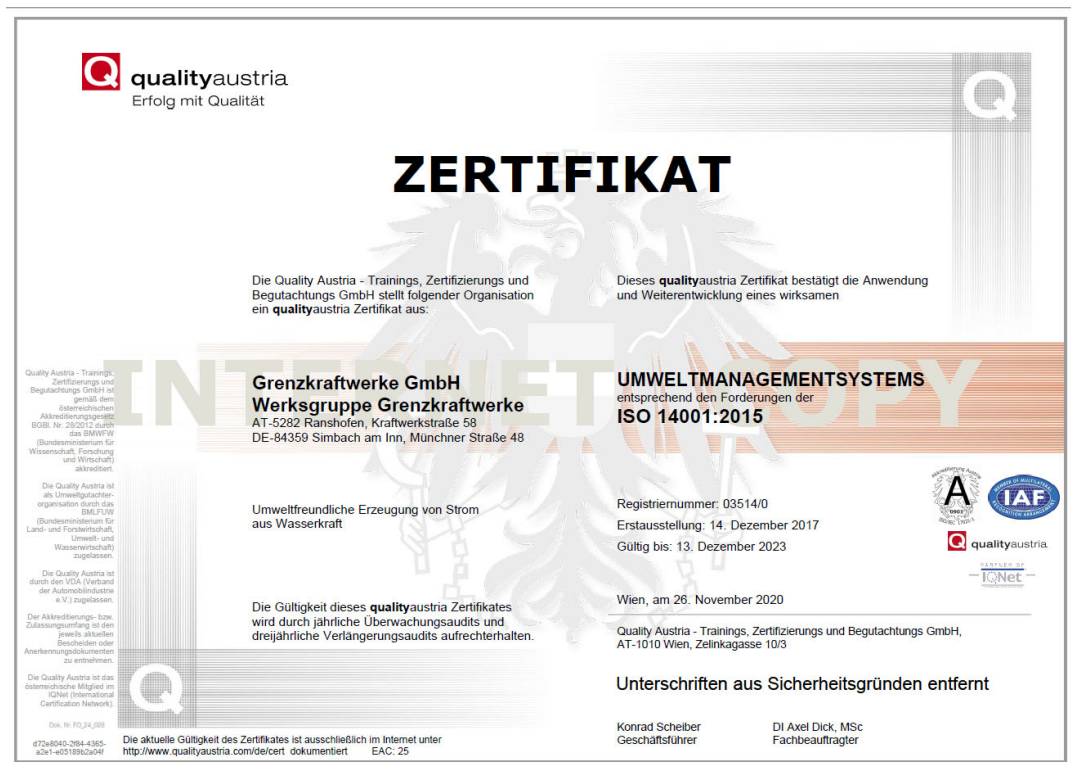 qualityaustria
Erfolg mit Qualität
ZERTIFIKAT
Die Quality Austria - Trainings, Zertifizierungs und
Begutachtungs GmbH stellt folgender Organisation
ein qualityaustria Zertifikat aus:
Dieses qualityaustria Zertifikat bestätigt die Anwendung
und Weiterentwicklung eines wirksamen
INTERNET COPY
Grenzkraftwerke GmbH
Werksgruppe Grenzkraftwerke
AT-5282 Ranshofen, Kraftwerkstraße 58
DE-84359 Simbach am Inn, Münchner Straße 48
UMWELTMANAGEMENTSYSTEMS
entsprechend den Forderungen der
ISO 14001:2015
Umweltfreundliche Erzeugung von Strom
aus Wasserkraft
Registriernummer: 03514/0
Erstausstellung: 14. Dezember 2017
Gültig bis: 13. Dezember 2023
Akkreditierung Austria
A
IAF
qualityaustria
PARTNER OF
IQNet
Wien, am 26. November 2020
Die Gültigkeit dieses qualityaustria Zertifikates
wird durch jährliche Überwachungsaudits und
dreijährliche Verlängerungsaudits aufrechterhalten.
Quality Austria - Trainings, Zertifizierungs und Begutachtungs GmbH,
AT-1010 Wien, Zelinkagasse 10/3
Unterschriften aus Sicherheitsgründen entfernt
Konrad Scheiber
Geschäftsführer
DI Axel Dick, MSc
Fachbeauftragter
Quality Austria - Trainings,
Zertifizierungs und
Begutachtungs GmbH ist
gemäß dem
österreichischen
Akkreditierungsgesetz
BGBl. Nr. 28/2012 durch
das BMWFW
(Bundesministerium für
Wissenschaft, Forschung
und Wirtschaft)
akkreditiert.
Die Quality Austria ist
als Umweltgutachter-
organisation durch das
BMLFUW
(Bundesministerium für
Land- und Forstwirtschaft,
Umwelt- und
Wasserwirtschaft)
zugelassen.
Die Quality Austria ist
durch den VDA (Verband
der Automobilindustrie
e.V.) zugelassen.
Der Akkreditierungs- bzw.
Zulassungsumfang ist den
jeweils aktuellen
Bescheiden oder
Anerkennungsdokumenten
zu entnehmen.
Die Quality Austria ist das
österreichische Mitglied im
IQNet (International
Certification Network).
Dok. Nr. FO_24_028
d72e8040-2f84-4365-
a2e1-e05189b2a04f
Die aktuelle Gültigkeit des Zertifikates ist ausschließlich im Internet unter
http://www.qualityaustria.com/de/cert dokumentiert EAC: 25